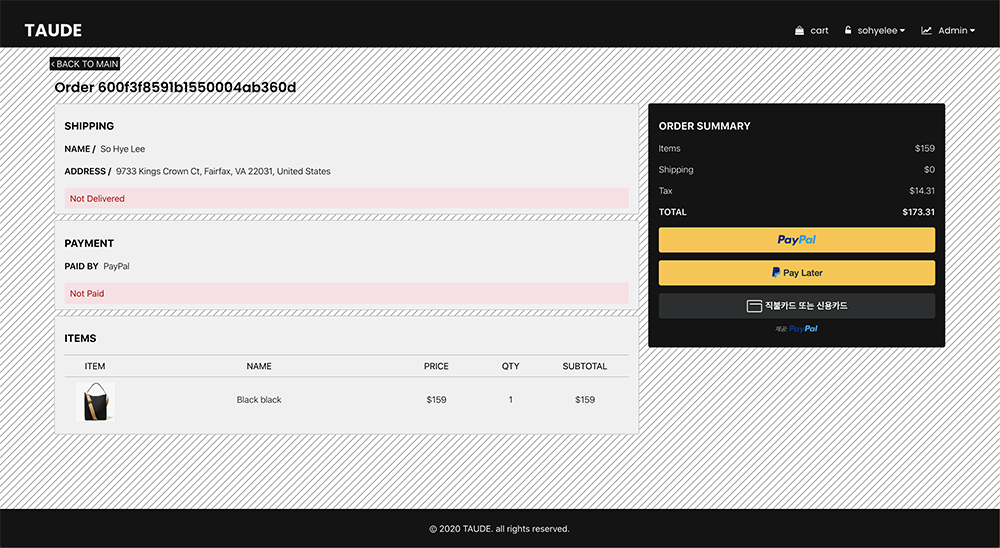 TAUDE
cart
sohyelee
Admin
< BACK TO MAIN
Order 600f3f8591b1550004ab360d
SHIPPING
NAME / So Hye Lee
ADDRESS / 9733 Kings Crown Ct, Fairfax, VA 22031, United States
Not Delivered
PAYMENT
PAID BY PayPal
Not Paid
ITEMS
ITEM NAME PRICE QTY SUBTOTAL
Black black $159 1 $159
ORDER SUMMARY
Items $159
Shipping $0
Tax $14.31
TOTAL $173.31
PayPal
Pay Later
직불카드 또는 신용카드
제공: PayPal
© 2020 TAUDE. all rights reserved.